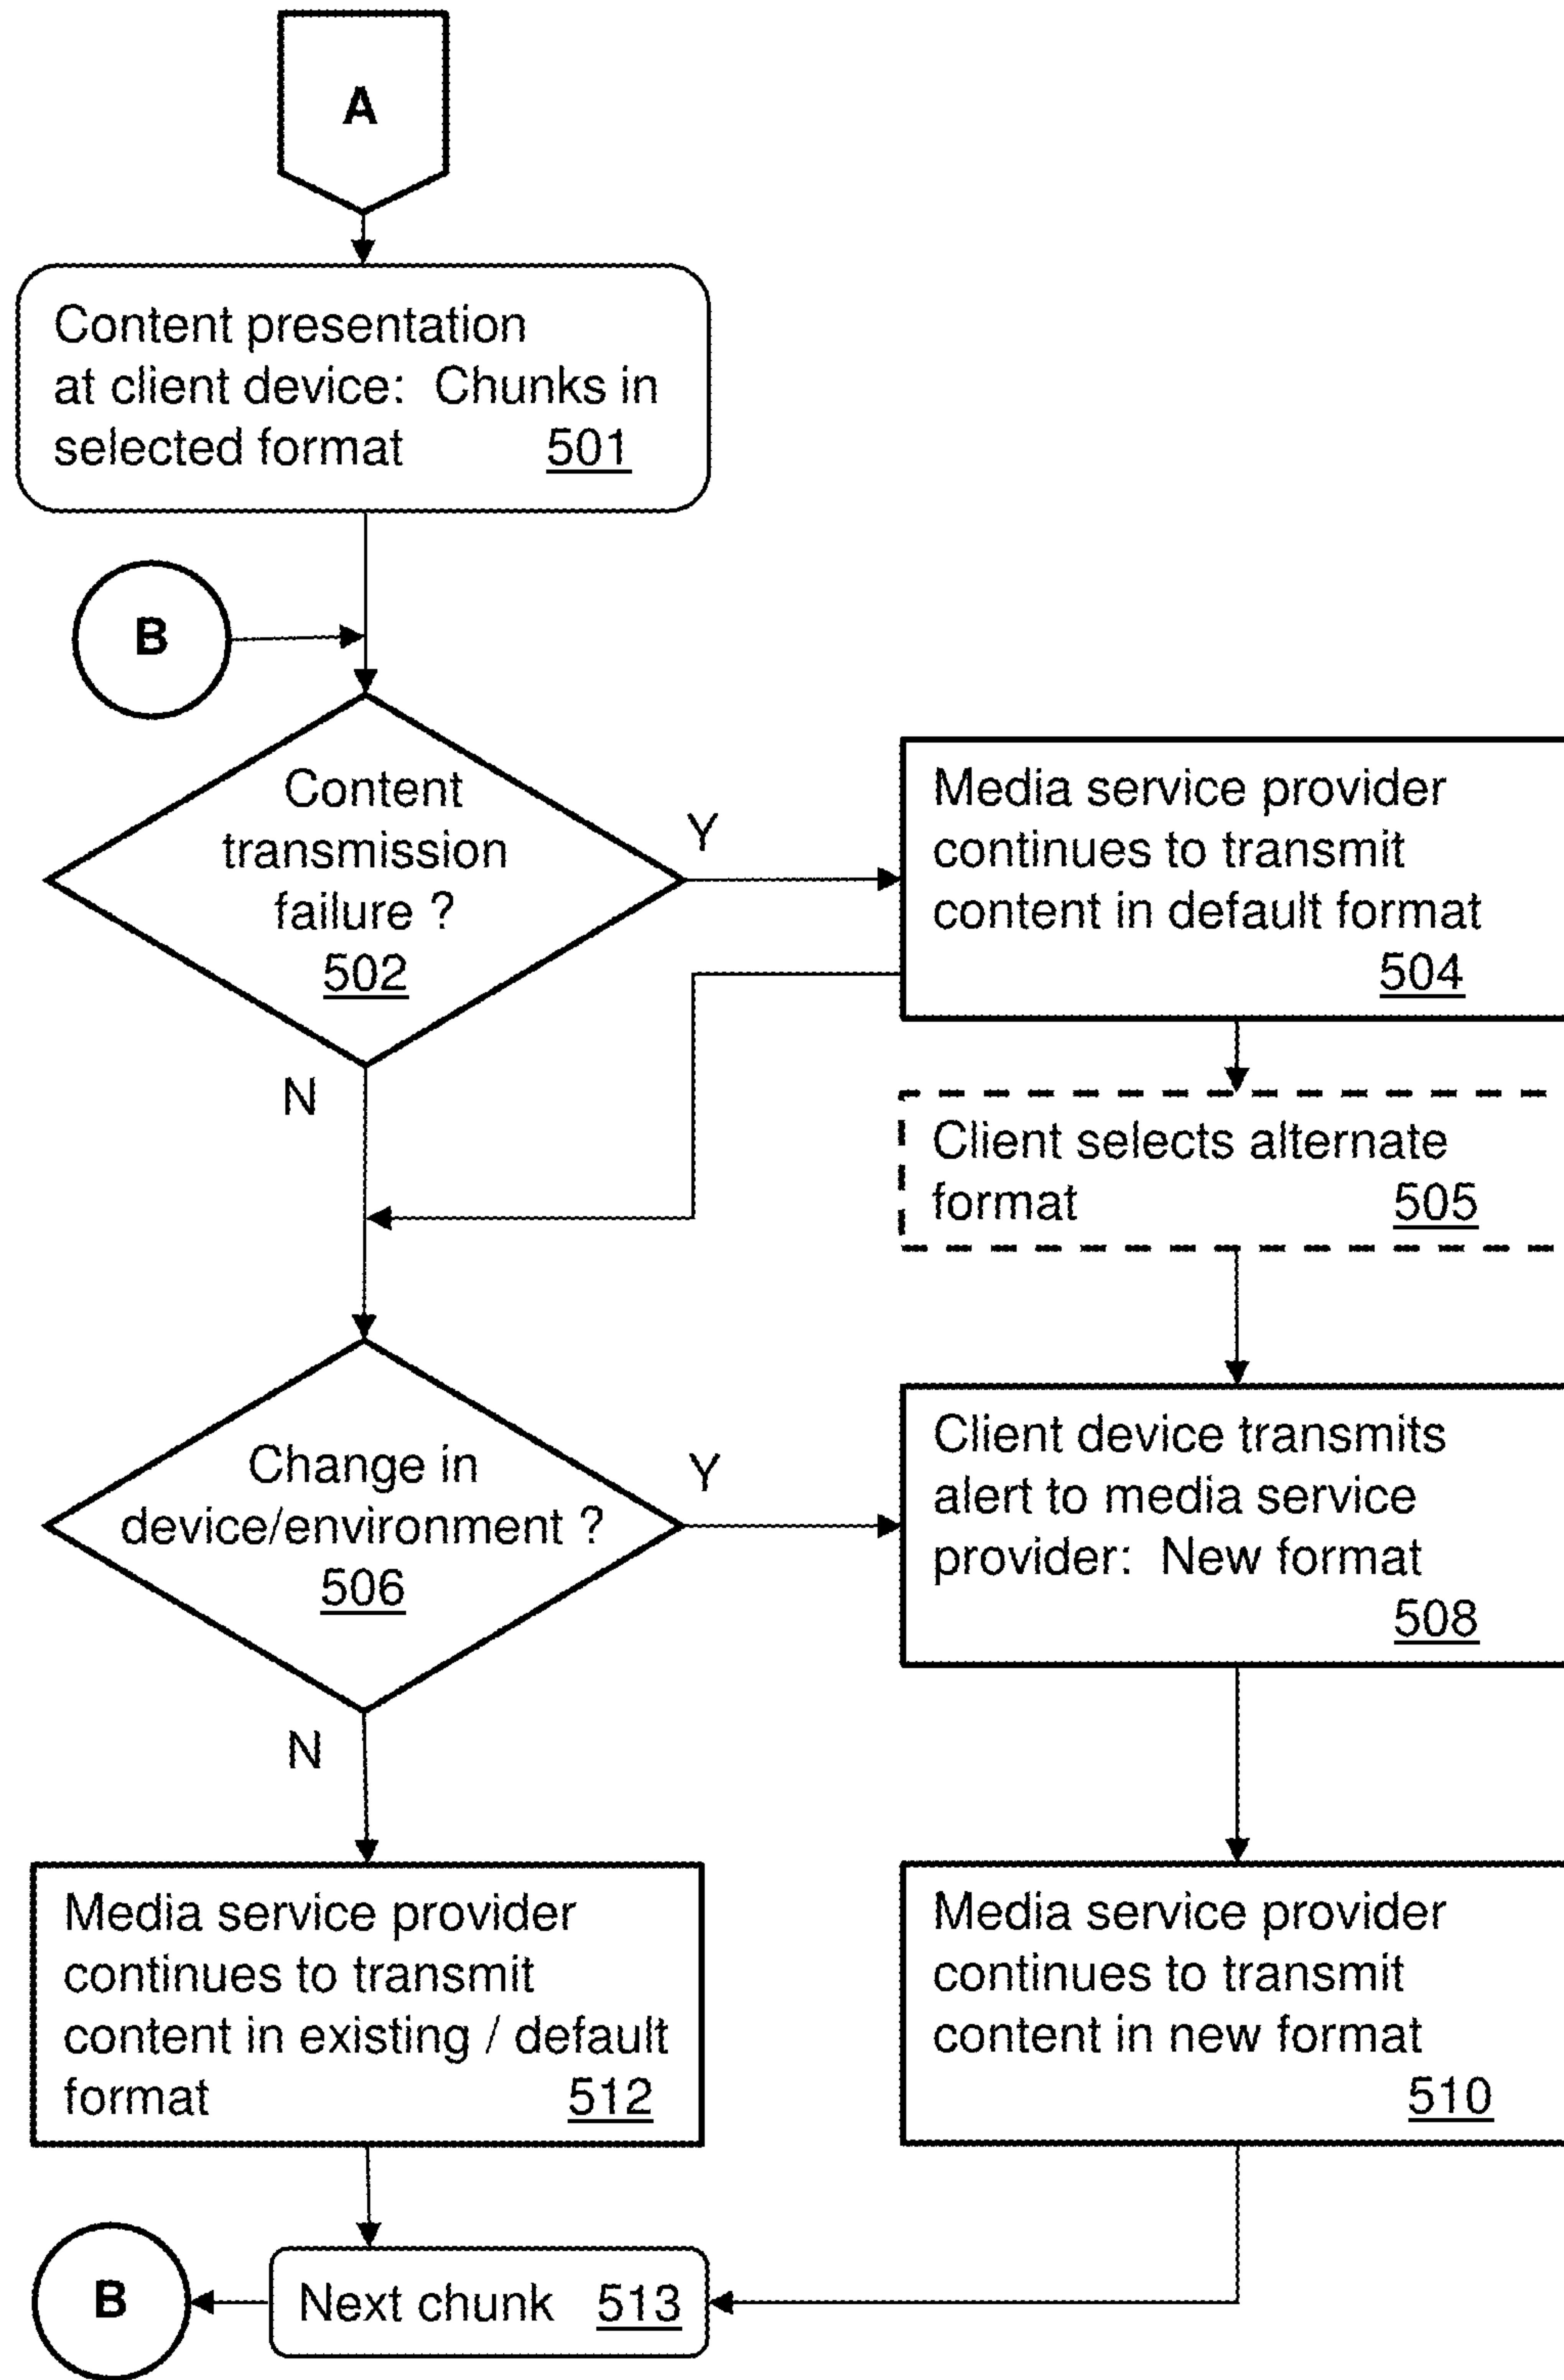 A
Content presentation
at client device: Chunks in
selected format 501
B
Content
transmission
failure ?
502
Y
N
Media service provider
continues to transmit
content in default format
504
Client selects alternate
format 505
Change in
device/environment ?
506
Y
N
Client device transmits
alert to media service
provider: New format
508
Media service provider
continues to transmit
content in existing / default
format 512
Media service provider
continues to transmit
content in new format
510
B
Next chunk 513